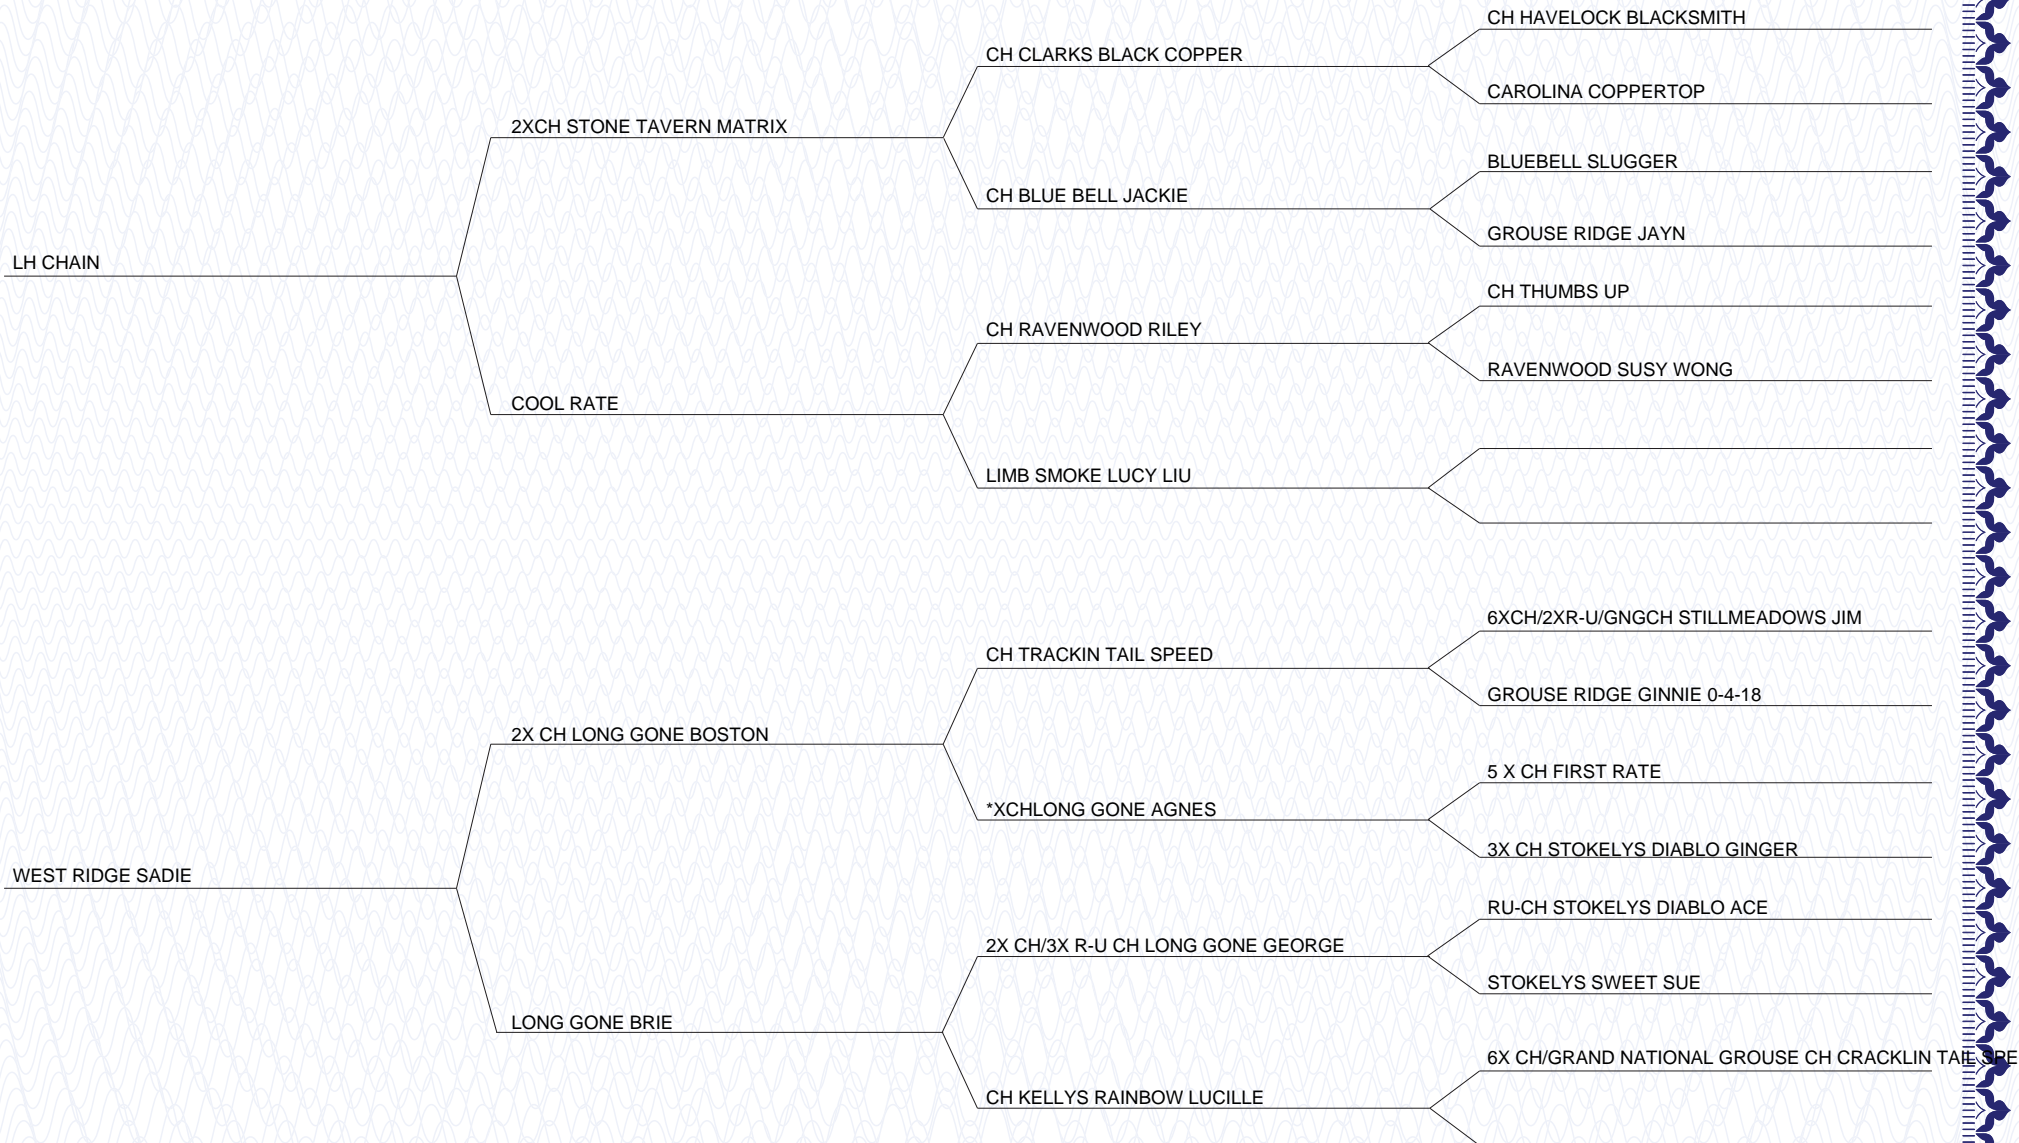 CH HAVELOCK BLACKSMITH
CH CLARKS BLACK COPPER
CAROLINA COPPERTOP
2XCH STONE TAVERN MATRIX
BLUEBELL SLUGGER
CH BLUE BELL JACKIE
GROUSE RIDGE JAYN
LH CHAIN
CH THUMBS UP
CH RAVENWOOD RILEY
RAVENWOOD SUSY WONG
COOL RATE
LIMB SMOKE LUCY LIU
6XCH/2XR-U/GNGCH STILLMEADOWS JIM
CH TRACKIN TAIL SPEED
GROUSE RIDGE GINNIE 0-4-18
2X CH LONG GONE BOSTON
5 X CH FIRST RATE
*XCHLONG GONE AGNES
3X CH STOKELYS DIABLO GINGER
WEST RIDGE SADIE
RU-CH STOKELYS DIABLO ACE
2X CH/3X R-U CH LONG GONE GEORGE
STOKELYS SWEET SUE
LONG GONE BRIE
6X CH/GRAND NATIONAL GROUSE CH CRACKLIN TAIL SPE
CH KELLYS RAINBOW LUCILLE